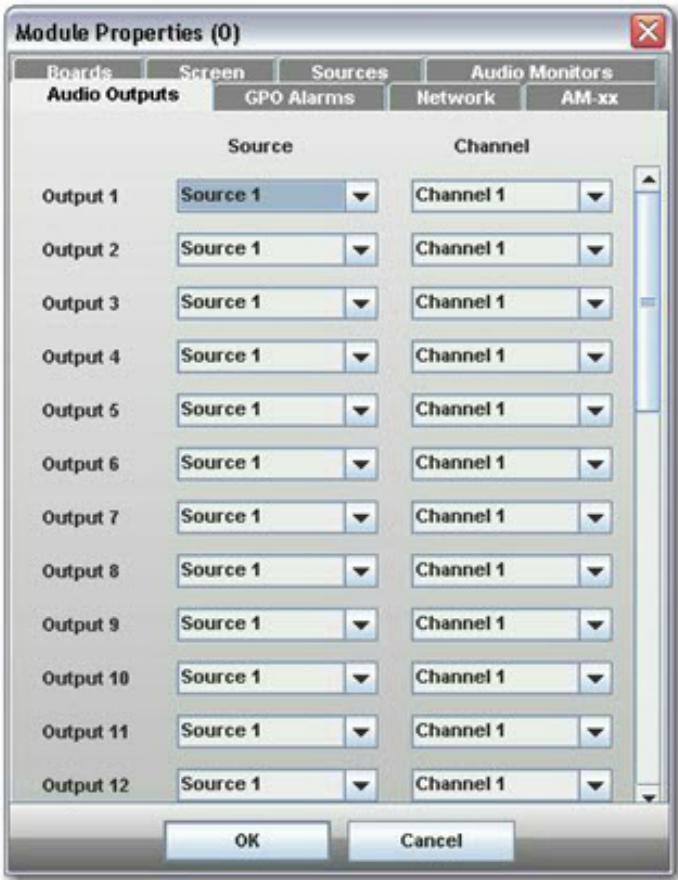 Module Properties (0)
Boards Screen Sources Audio Monitors
Audio Outputs GPO Alarms Network AM-xx
Source Channel
Output 1 Source 1 Channel 1
Output 2 Source 1 Channel 1
Output 3 Source 1 Channel 1
Output 4 Source 1 Channel 1
Output 5 Source 1 Channel 1
Output 6 Source 1 Channel 1
Output 7 Source 1 Channel 1
Output 8 Source 1 Channel 1
Output 9 Source 1 Channel 1
Output 10 Source 1 Channel 1
Output 11 Source 1 Channel 1
Output 12 Source 1 Channel 1
OK Cancel